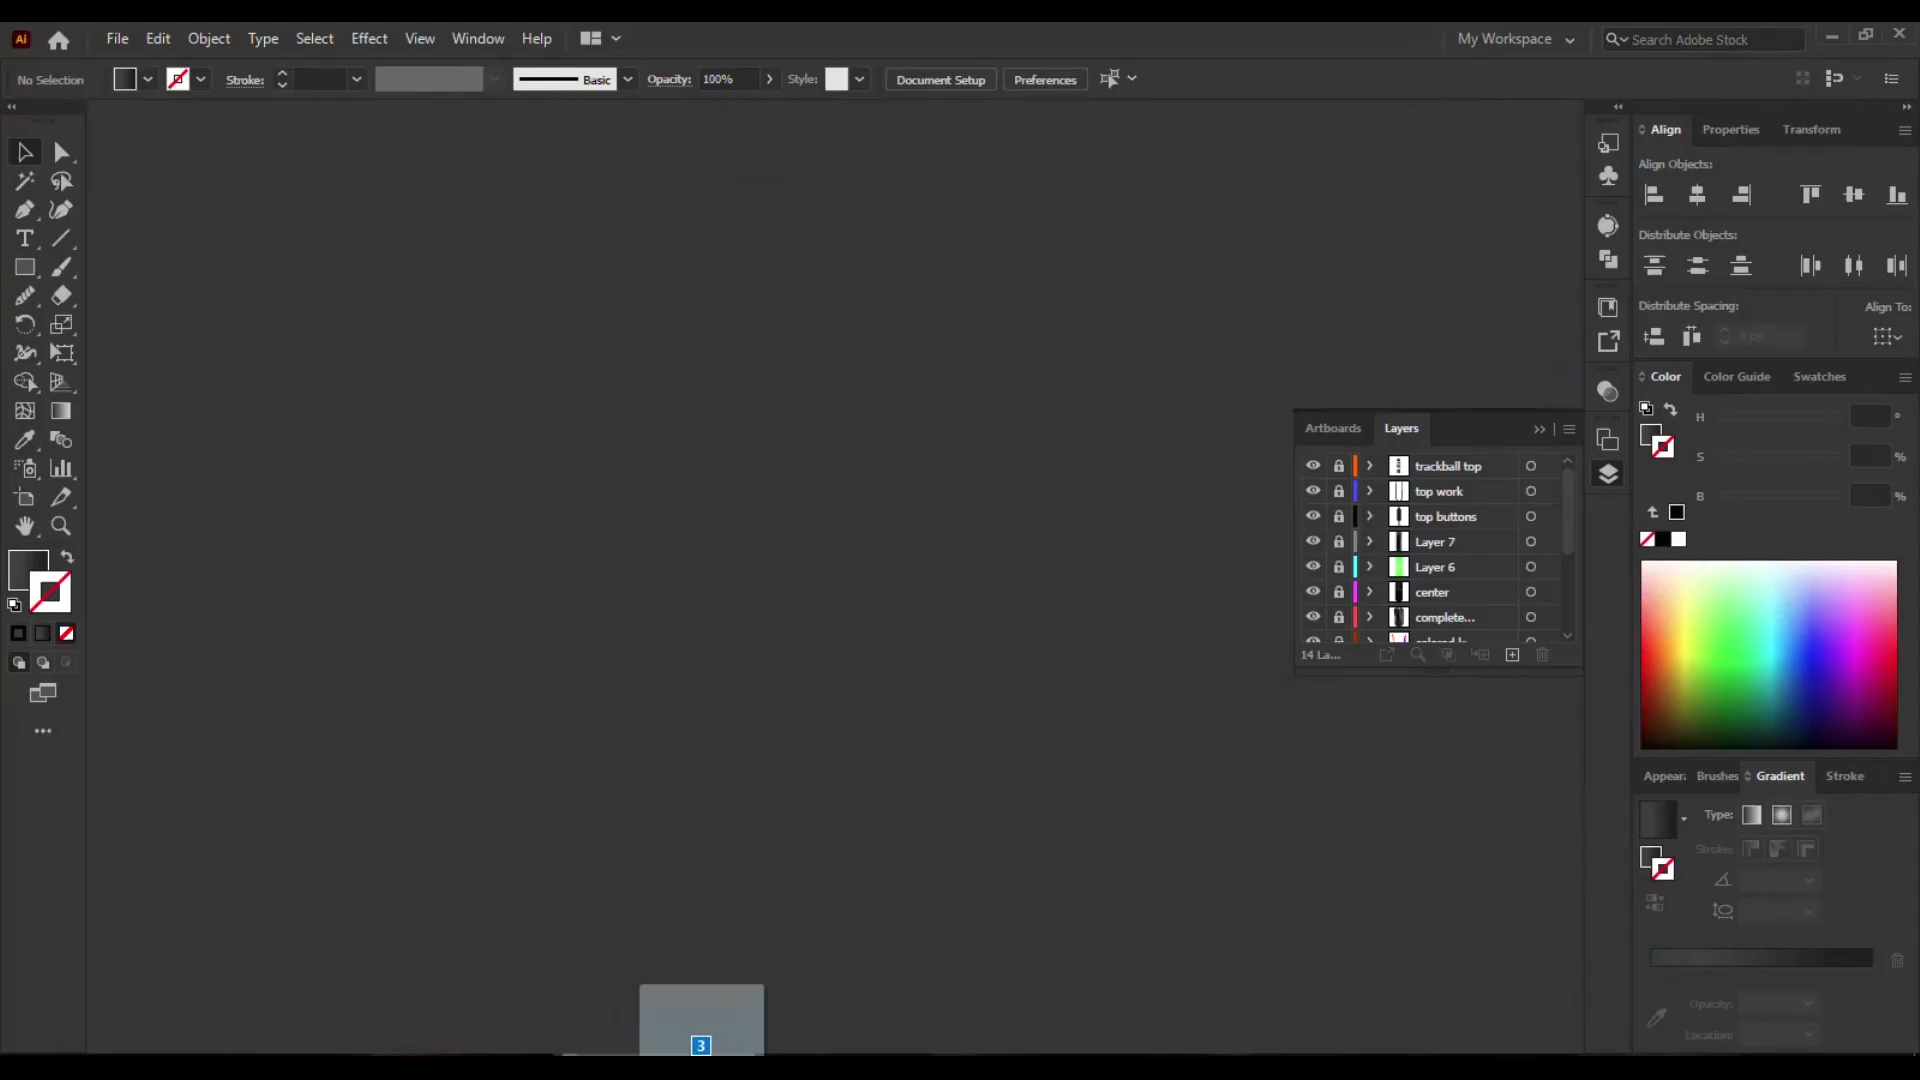 Ai File Edit Object Type Select Effect View Window Help My Workspace Search Adobe Stock
No Selection Stroke: Basic Opacity: 100% Style: Document Setup Preferences
Align Properties Transform
Align Objects:
Distribute Objects:
Distribute Spacing: Align To:
0 px
Color Color Guide Swatches
H °
S %
B %
Artboards Layers
trackball top
top work
top buttons
Layer 7
Layer 6
center
complete...
14 La...
Appear: Brushes Gradient Stroke
Type:
Stroke:
Opacity:
Location:
3